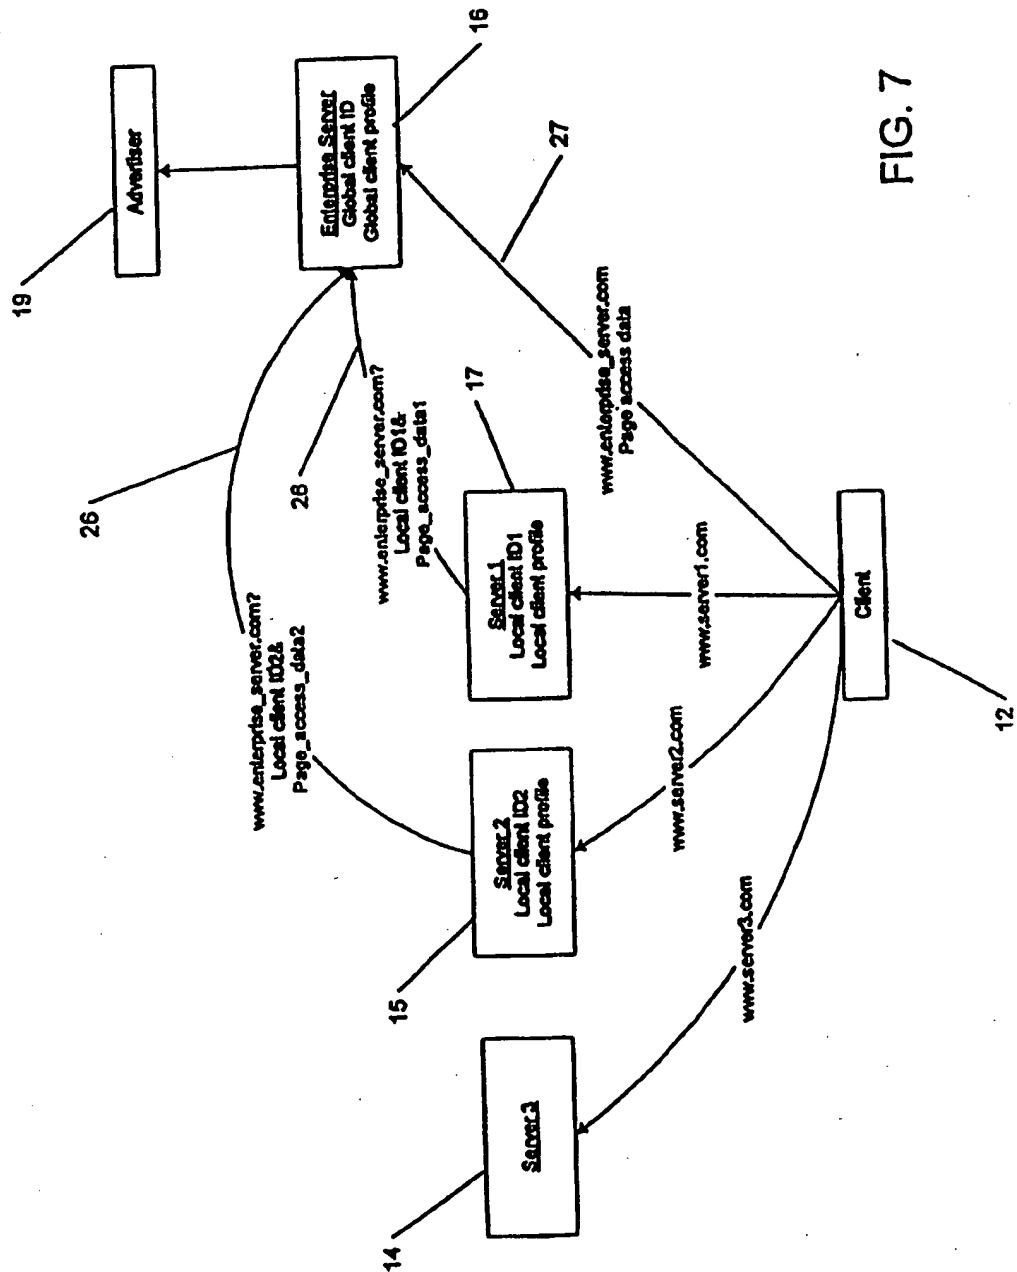 19
26
Advertiser
www.enterprise_server.com?
Local client ID2&
Page_access_data2
28
Enterprise Server
Global client ID
Global client profile
www.enterprise_server.com?
Local client ID1&
Page_access_data1
14
15
17
16
Server 3
Server 2
Local client ID2
Local client profile
Server 1
Local client ID1
Local client profile
27
www.enterprise_server.com
Page access data
www.server3.com
www.server2.com
www.server1.com
Client
12
FIG. 7